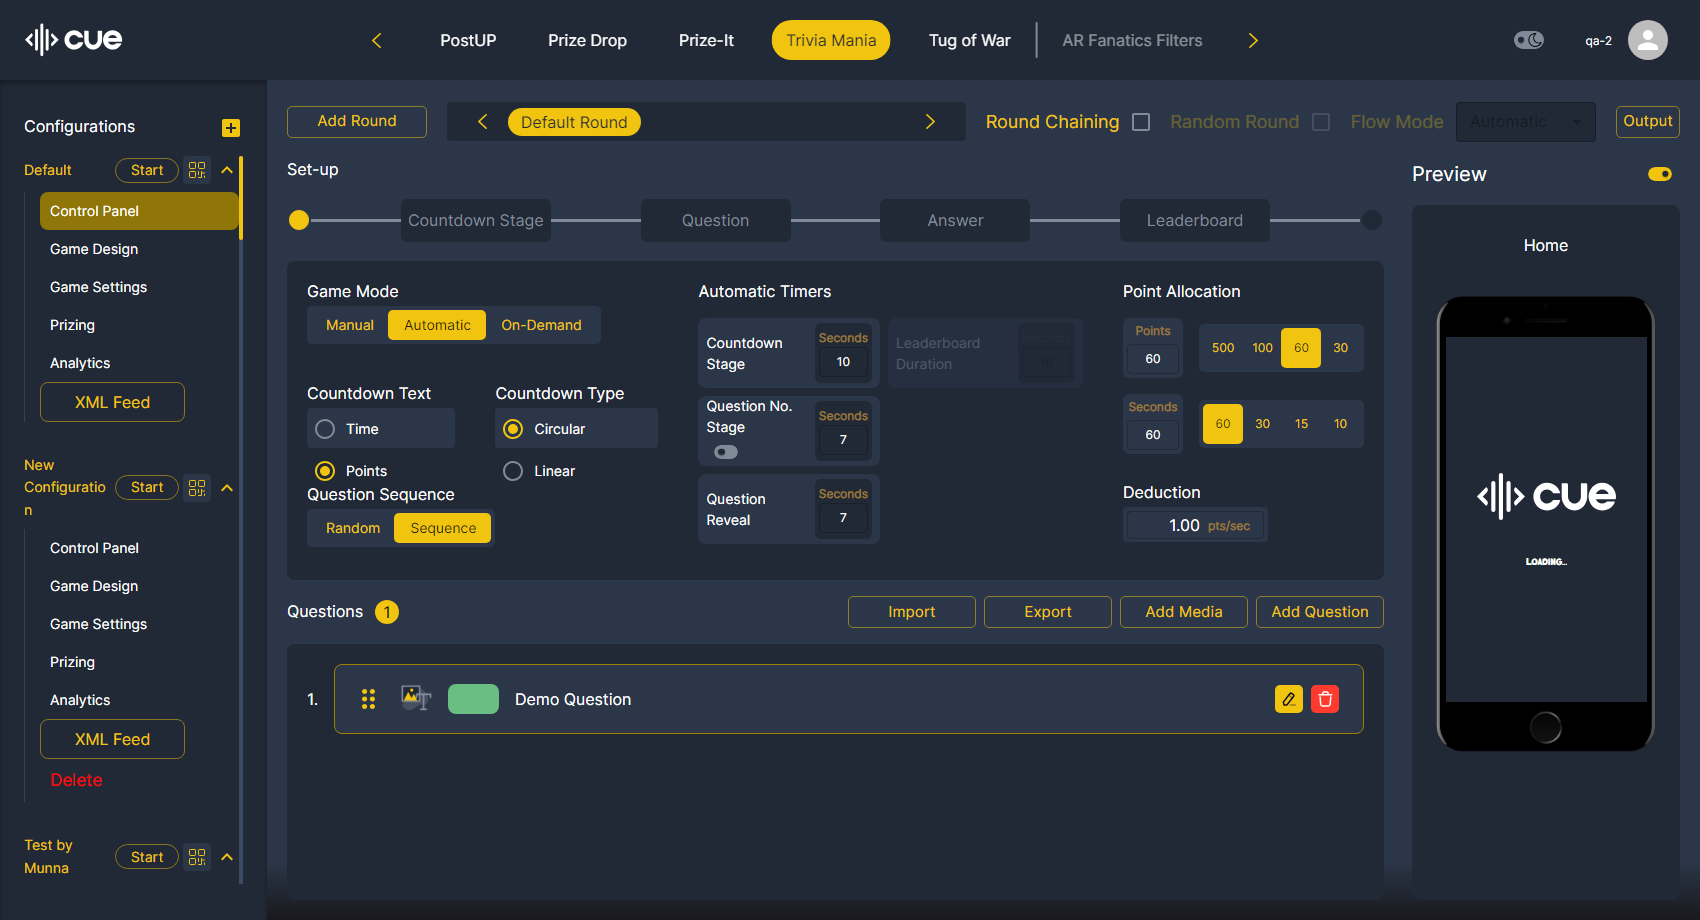 cue
PostUP
Prize Drop
Prize-It
Trivia Mania
Tug of War
AR Fanatics Filters
qa-2
Configurations
Default
Start
Control Panel
Game Design
Game Settings
Prizing
Analytics
XML Feed
New
Configuratio
n
Start
Control Panel
Game Design
Game Settings
Prizing
Analytics
XML Feed
Delete
Test by
Munna
Start
Add Round
Default Round
Round Chaining
Random Round
Flow Mode
Automatic
Output
Set-up
Countdown Stage
Question
Answer
Leaderboard
Game Mode
Manual
Automatic
On-Demand
Countdown Text
Time
Points
Countdown Type
Circular
Linear
Question Sequence
Random
Sequence
Automatic Timers
Countdown
Stage
Seconds
10
Leaderboard
Duration
Seconds
10
Question No.
Stage
Seconds
7
Question
Reveal
Seconds
7
Point Allocation
Points
60
500
100
60
30
Seconds
60
60
30
15
10
Deduction
1.00 pts/sec
Questions 1
Import
Export
Add Media
Add Question
1.
Demo Question
Preview
Home
cue
LOADING...